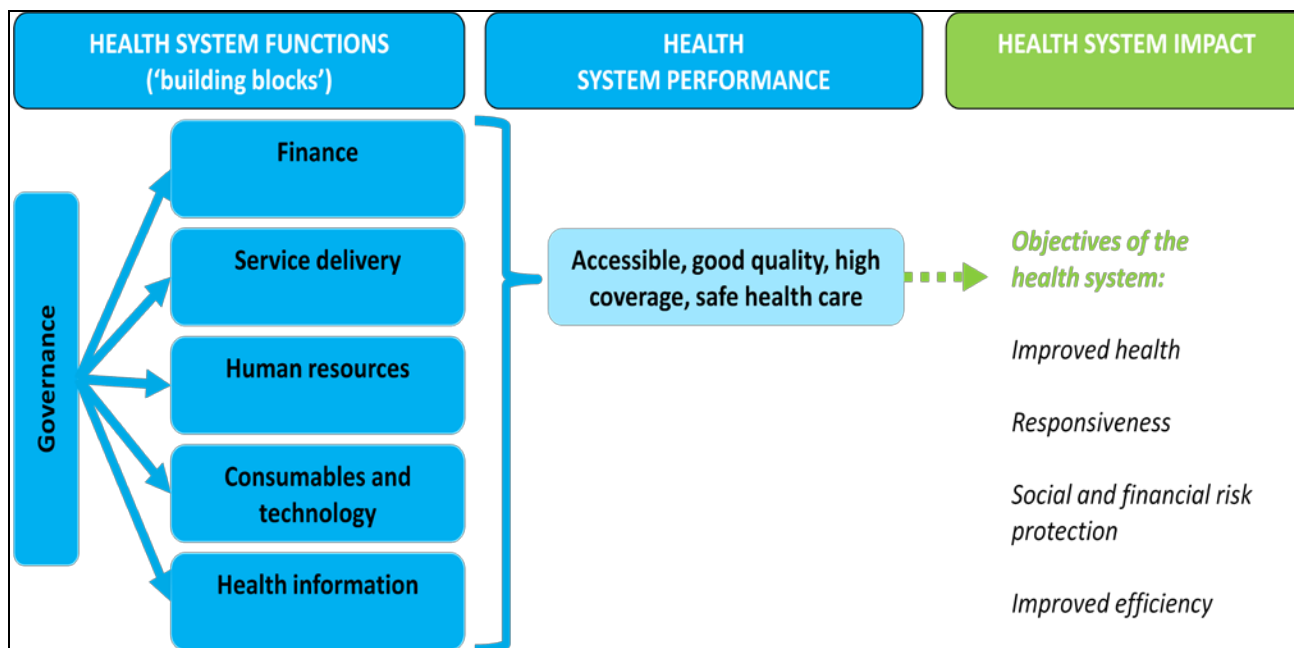 HEALTH SYSTEM FUNCTIONS
(‘building blocks’)
HEALTH
SYSTEM PERFORMANCE
HEALTH SYSTEM IMPACT
Governance
Finance
Service delivery
Human resources
Consumables and
technology
Health information
Accessible, good quality, high
coverage, safe health care
Objectives of the
health system:
Improved health
Responsiveness
Social and financial risk
protection
Improved efficiency